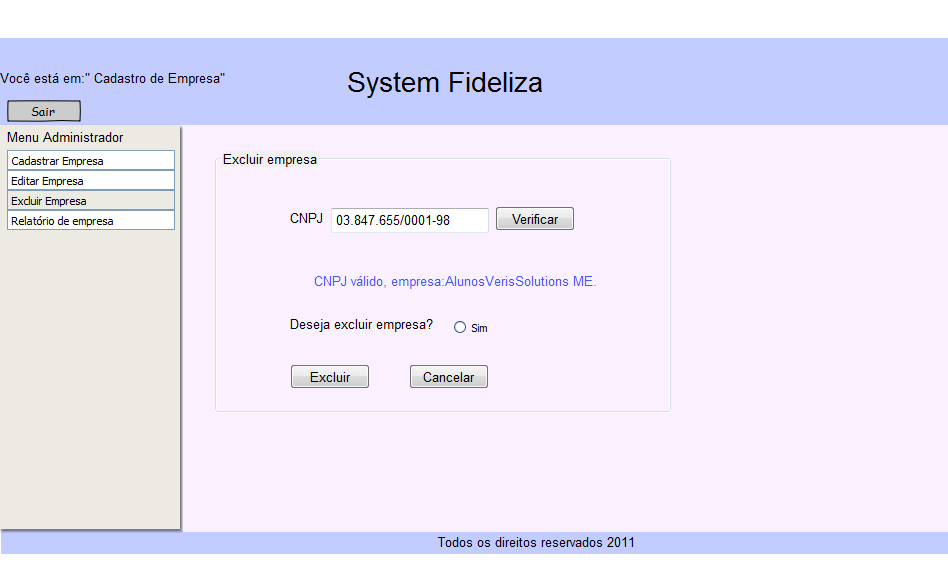 Você está em:" Cadastro de Empresa"
System Fideliza
Sair
Menu Administrador
Cadastrar Empresa
Editar Empresa
Excluir Empresa
Relatório de empresa
Excluir empresa
CNPJ 03.847.655/0001-98 Verificar
CNPJ válido, empresa:AlunosVerisSolutions ME.
Deseja excluir empresa? Sim
Excluir Cancelar
Todos os direitos reservados 2011